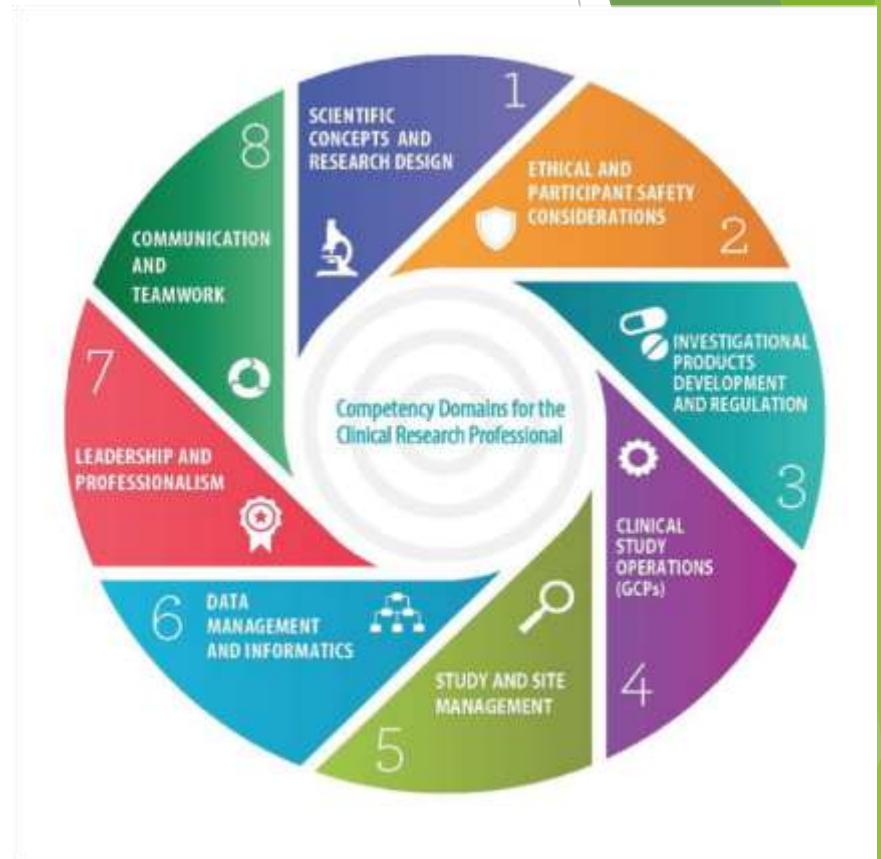 1
SCIENTIFIC
CONCEPTS AND
RESEARCH DESIGN
ETHICAL AND
PARTICIPANT SAFETY
CONSIDERATIONS
2
INVESTIGATIONAL
PRODUCTS
DEVELOPMENT
AND REGULATION
3
CLINICAL
STUDY
OPERATIONS
(GCPs)
4
STUDY AND SITE
MANAGEMENT
5
6
DATA
MANAGEMENT
AND INFORMATICS
7
LEADERSHIP AND
PROFESSIONALISM
8
COMMUNICATION
AND
TEAMWORK
Competency Domains for the
Clinical Research Professional